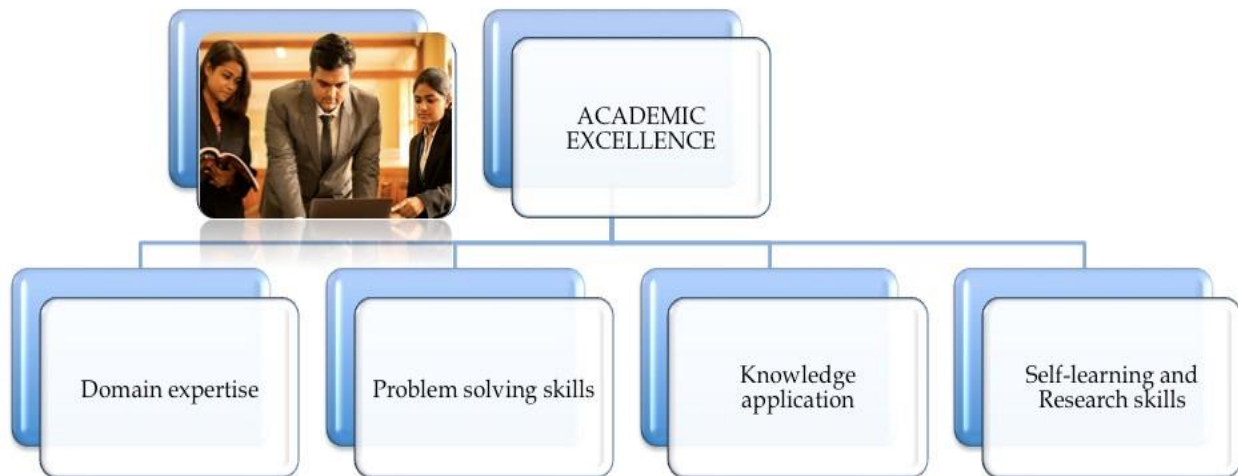 ACADEMIC
EXCELLENCE
Domain expertise
Problem solving skills
Knowledge
application
Self-learning and
Research skills